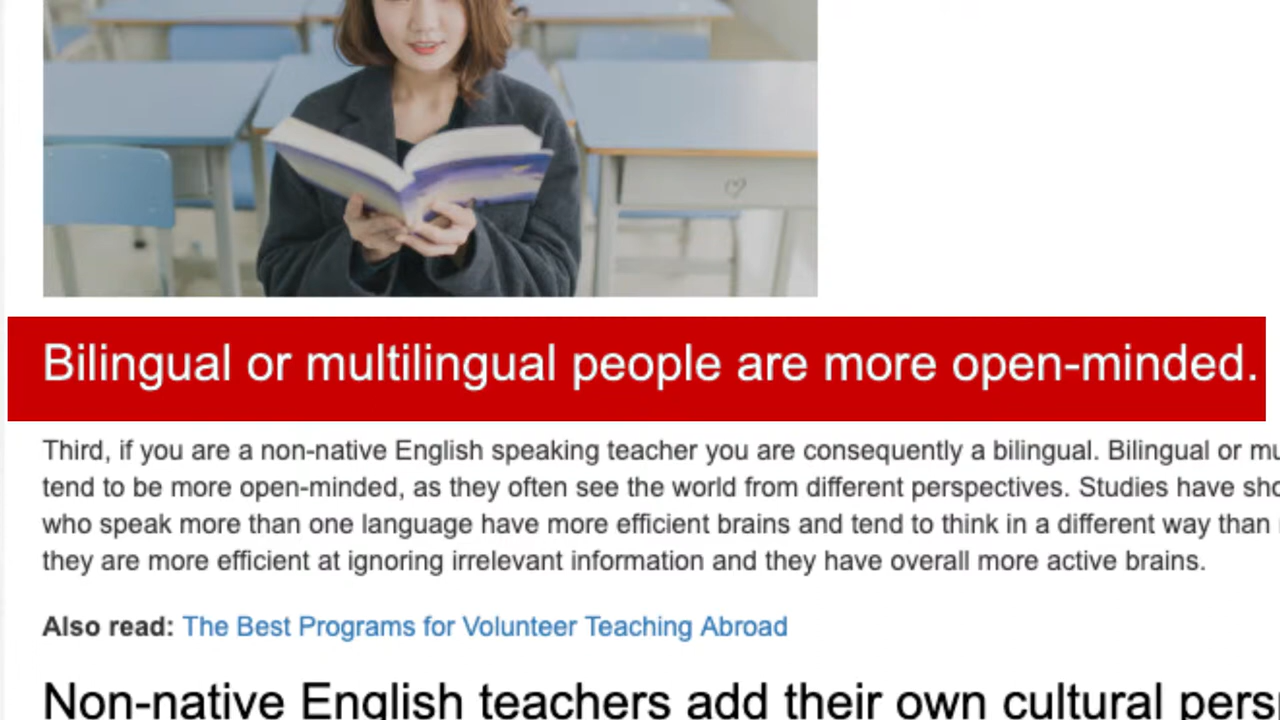 Bilingual or multilingual people are more open-minded.
Third, if you are a non-native English speaking teacher you are consequently a bilingual. Bilingual or mu
tend to be more open-minded, as they often see the world from different perspectives. Studies have sho
who speak more than one language have more efficient brains and tend to think in a different way than
they are more efficient at ignoring irrelevant information and they have overall more active brains.
Also read: The Best Programs for Volunteer Teaching Abroad
Non-native English teachers add their own cultural pers